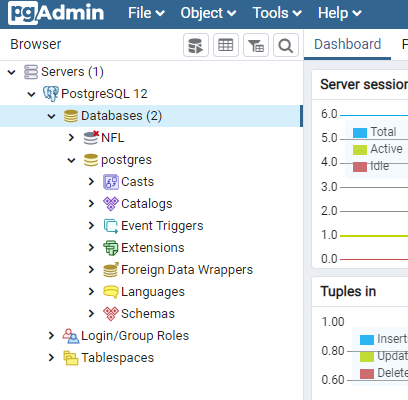 pgAdmin File Object Tools Help
Browser
Dashboard P
Servers (1)
PostgreSQL 12
Databases (2)
NFL
postgres
Casts
Catalogs
Event Triggers
Extensions
Foreign Data Wrappers
Languages
Schemas
Login/Group Roles
Tablespaces
Server session
6.0
5.0
4.0
3.0
2.0
1.0
0.0
Total
Active
Idle
Tuples in
1.00
0.80
0.60
Insert
Updat
Delete